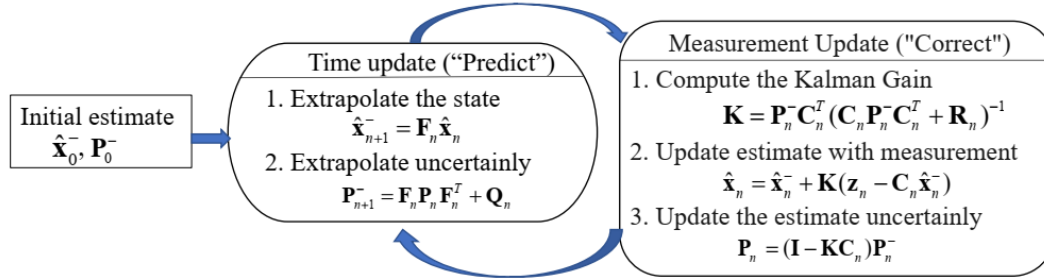 Initial estimate
x̂₀⁻, P₀⁻
Time update (“Predict”)
1. Extrapolate the state
x̂ₙ₊₁⁻ = Fₙx̂ₙ
2. Extrapolate uncertainly
Pₙ₊₁⁻ = FₙPₙFₙᵀ + Qₙ
Measurement Update ("Correct")
1. Compute the Kalman Gain
K = Pₙ⁻Cₙᵀ(CₙPₙ⁻Cₙᵀ + Rₙ)⁻¹
2. Update estimate with measurement
x̂ₙ = x̂ₙ⁻ + K(zₙ − Cₙx̂ₙ⁻)
3. Update the estimate uncertainly
Pₙ = (I − KCₙ)Pₙ⁻